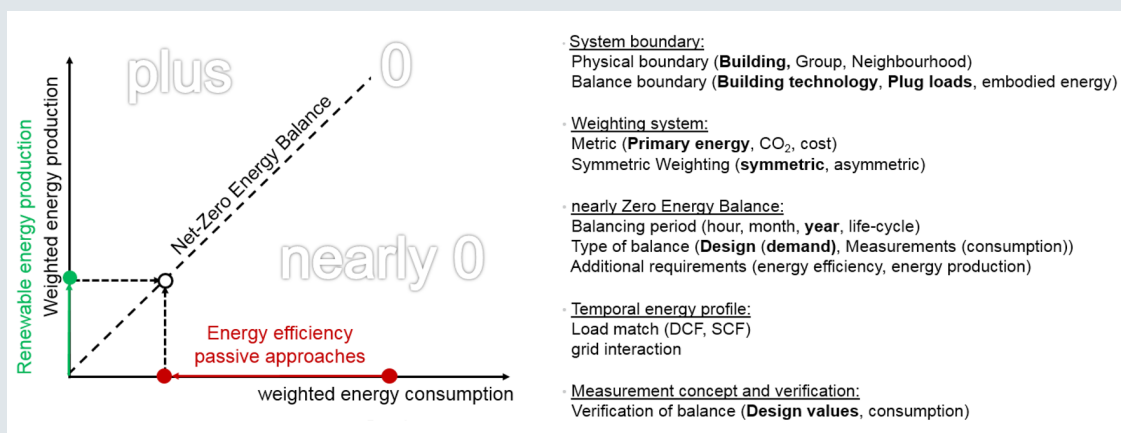 plus
0
Net-Zero Energy Balance
nearly 0
Renewable energy production
Weighted energy production
Energy efficiency
passive approaches
weighted energy consumption
System boundary:
Physical boundary (Building, Group, Neighbourhood)
Balance boundary (Building technology, Plug loads, embodied energy)
Weighting system:
Metric (Primary energy, CO₂, cost)
Symmetric Weighting (symmetric, asymmetric)
nearly Zero Energy Balance:
Balancing period (hour, month, year, life-cycle)
Type of balance (Design (demand), Measurements (consumption))
Additional requirements (energy efficiency, energy production)
Temporal energy profile:
Load match (DCF, SCF)
grid interaction
Measurement concept and verification:
Verification of balance (Design values, consumption)